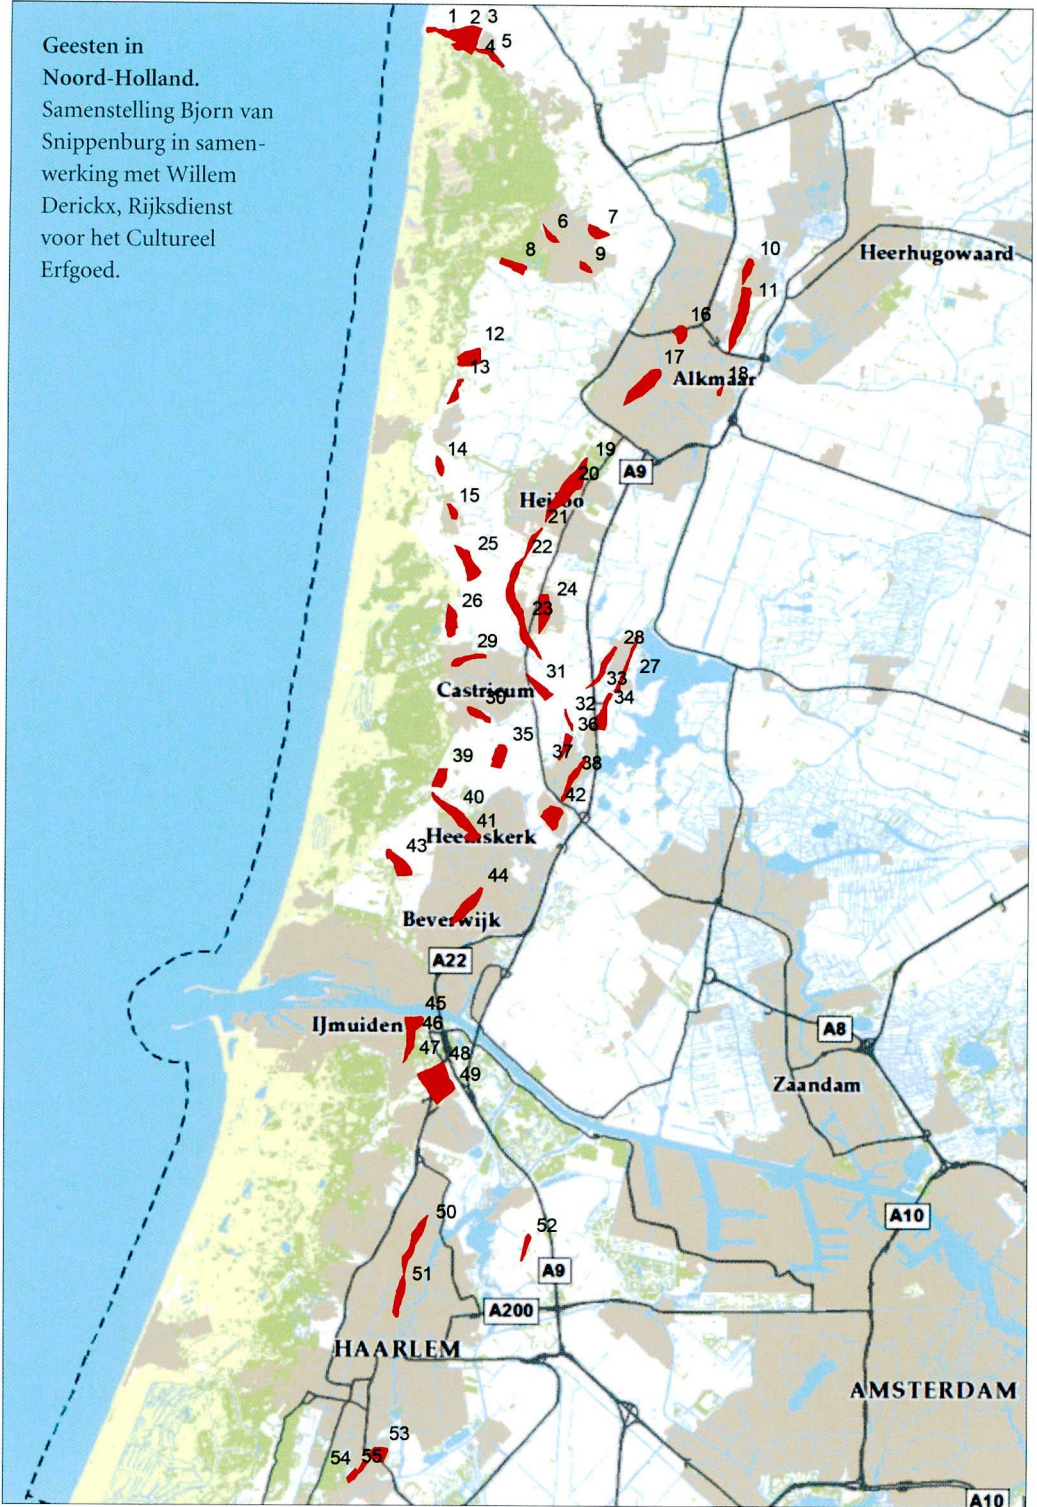 Geesten in
Noord-Holland.
Samenstelling Bjorn van
Snippenburg in samen-
werking met Willem
Derickx, Rijksdienst
voor het Cultureel
Erfgoed.
1 2 3
4 5
6 7
8 9
10
Heerhugowaard
11
16
12
17
13
Alkmaar
18
14
19
A9
20
15
Heiloo
21
25
22
24
26
23
28
29
27
31
33
Castricum
34
30
32
36
35
37
39
38
40
42
41
Heemskerk
43
44
Beverwijk
A22
45
IJmuiden
46
A8
47
48
49
Zaandam
50
A10
52
51
A9
A200
HAARLEM
AMSTERDAM
53
54
55
A10